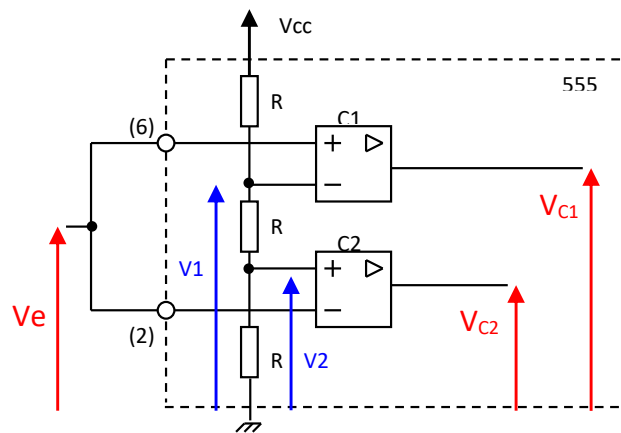 Vcc
555
R
C1
(6)
+
−
VC1
R
C2
V1
+
−
Ve
VC2
(2)
R
V2